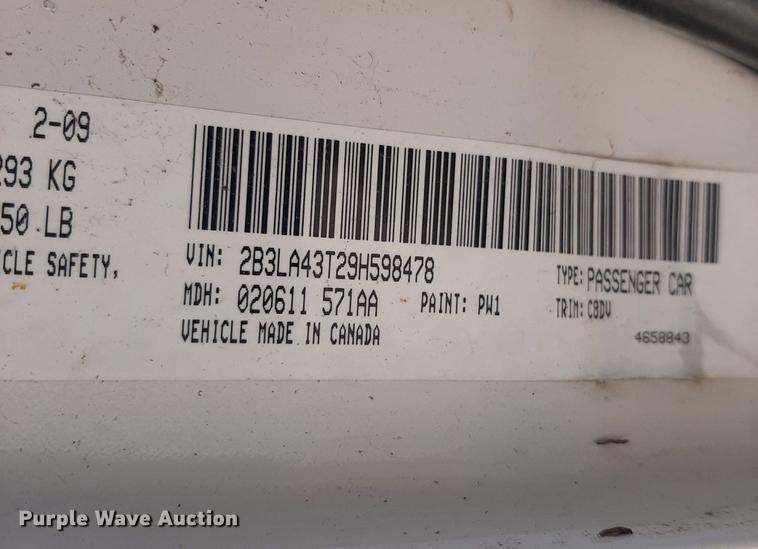 2-09
293 KG
50 LB
CLE SAFETY,
VIN: 2B3LA43T29H598478
TYPE: PASSENGER CAR
MDH: 020611 571AA PAINT: PW1
TRIM: C9DV
VEHICLE MADE IN CANADA
4658843
Purple Wave Auction